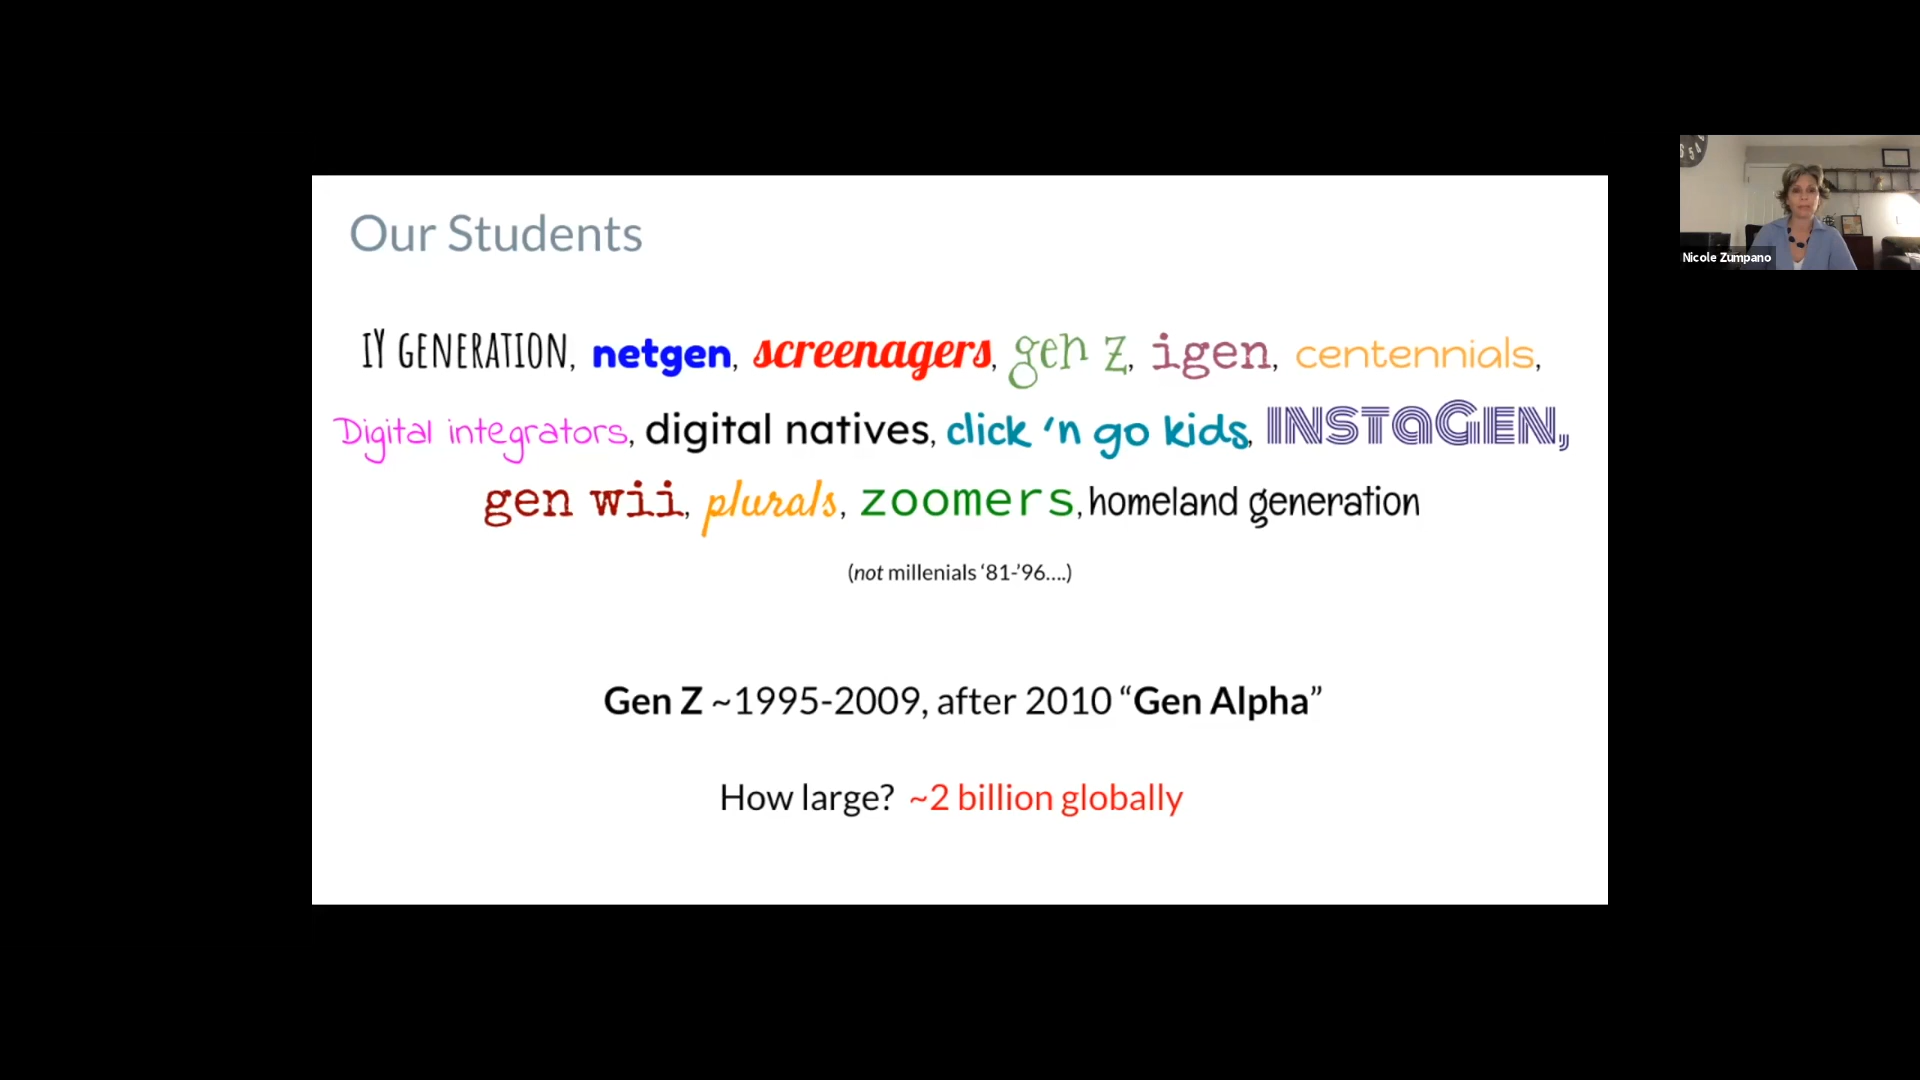 Our Students
IY GENERATION, netgen, screenagers, gen Z, igen, centennials,
Digital integrators, digital natives, click ‘n go kids, INSTaGEN,
gen wii, plurals, zoomers, homeland generation
(not millenials ‘81-’96....)
Gen Z ~1995-2009, after 2010 “Gen Alpha”
How large? ~2 billion globally
Nicole Zumpano